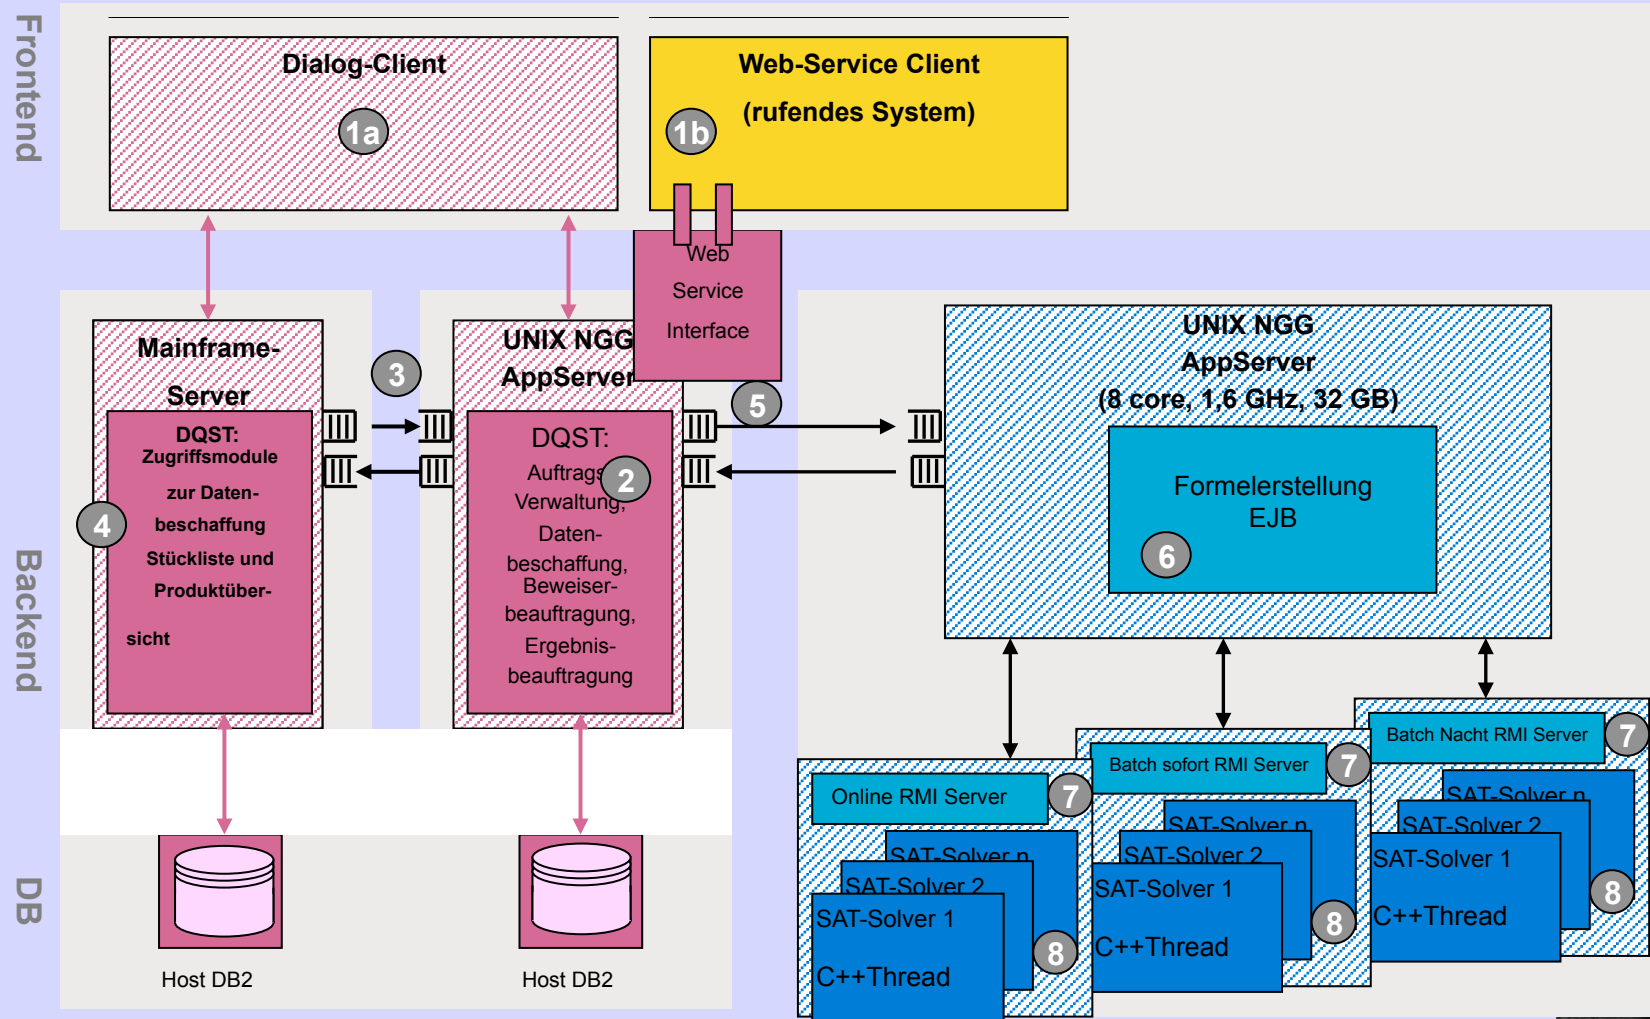 Frontend
Dialog-Client
1a
Web-Service Client
(rufendes System)
1b
Web
Service
Interface
Backend
Mainframe-
Server
DQST:
Zugriffsmodule
zur Daten-
beschaffung
Stückliste und
Produktüber-
sicht
4
3
UNIX NGG
AppServer
DQST:
Auftrags-
Verwaltung,
Daten-
beschaffung,
Beweiser-
beauftragung,
Ergebnis-
beauftragung
2
5
UNIX NGG
AppServer
(8 core, 1,6 GHz, 32 GB)
Formelerstellung
EJB
6
Online RMI Server
7
SAT-Solver n
SAT-Solver 2
SAT-Solver 1
C++Thread
8
Batch sofort RMI Server
7
SAT-Solver n
SAT-Solver 2
SAT-Solver 1
C++Thread
8
Batch Nacht RMI Server
7
SAT-Solver n
SAT-Solver 2
SAT-Solver 1
C++Thread
8
DB
Host DB2
Host DB2